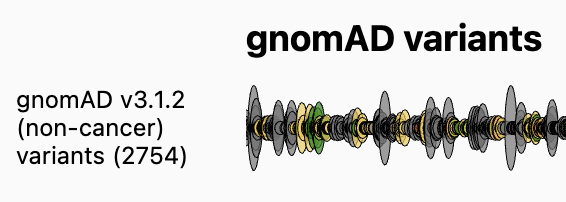 gnomAD variants
gnomAD v3.1.2
(non-cancer)
variants (2754)